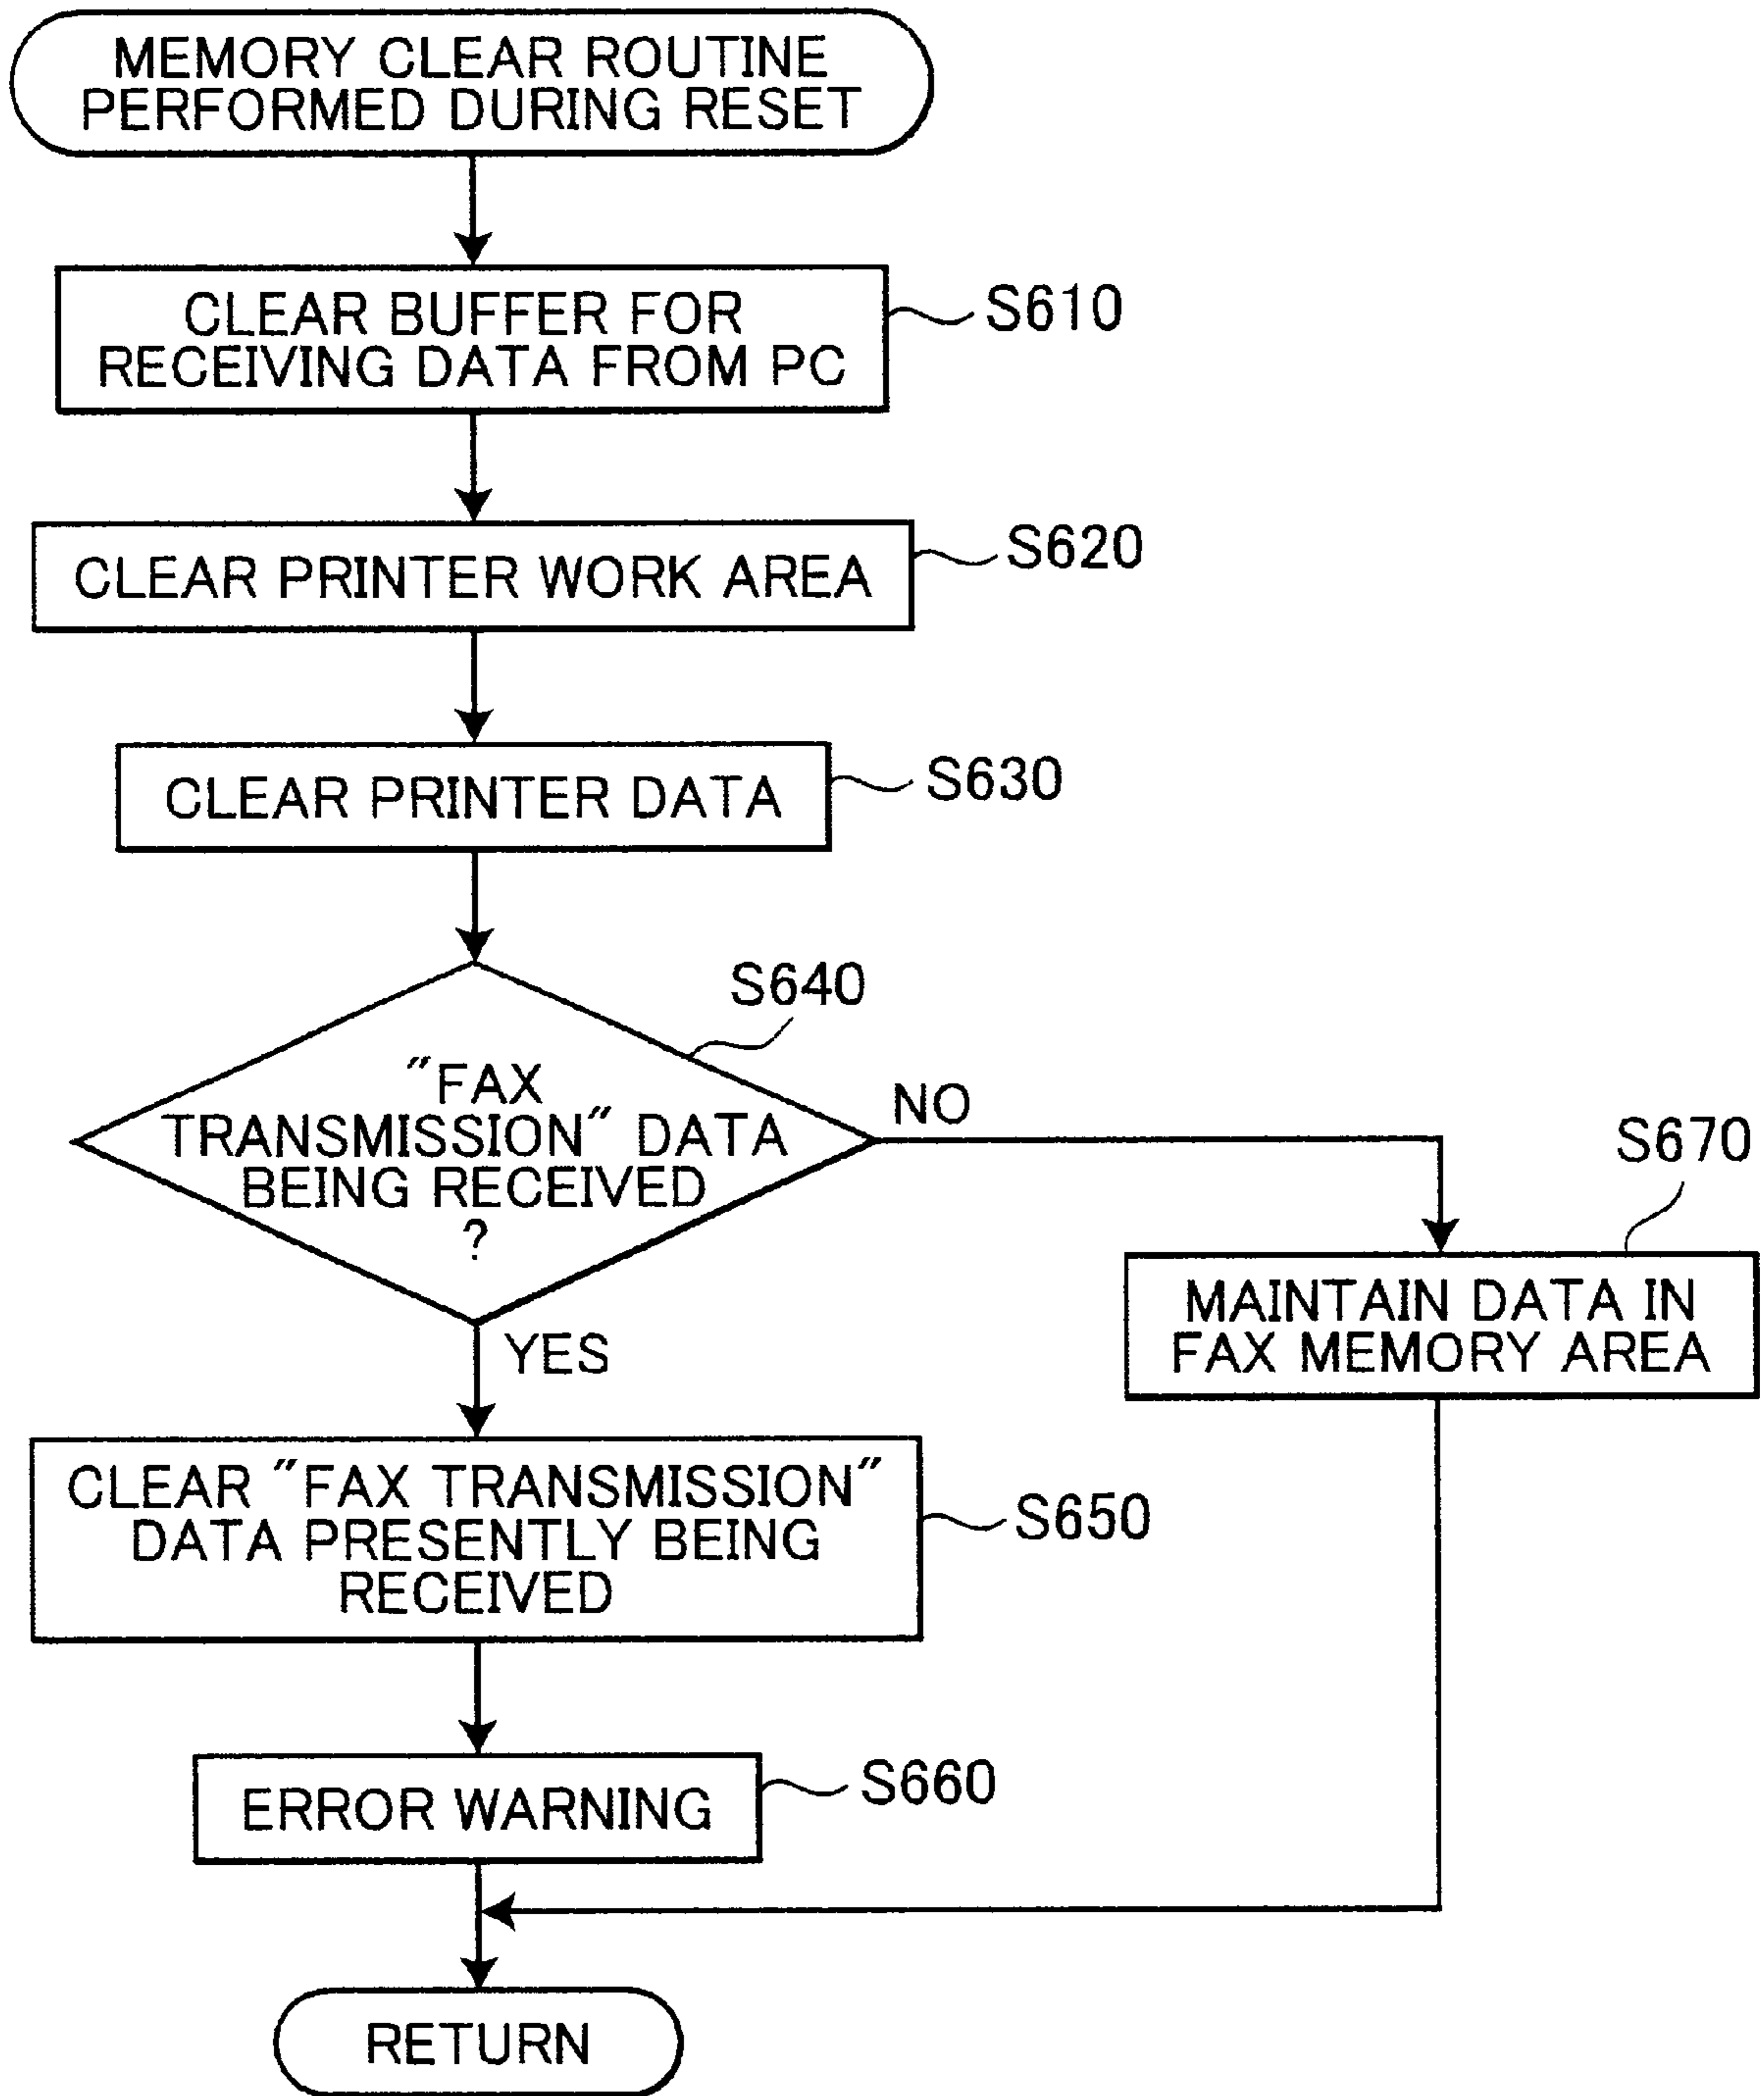 MEMORY CLEAR ROUTINE
PERFORMED DURING RESET
CLEAR BUFFER FOR
RECEIVING DATA FROM PC
S610
CLEAR PRINTER WORK AREA
S620
CLEAR PRINTER DATA
S630
S640
"FAX
TRANSMISSION" DATA
BEING RECEIVED
?
NO
YES
S670
MAINTAIN DATA IN
FAX MEMORY AREA
CLEAR "FAX TRANSMISSION"
DATA PRESENTLY BEING
RECEIVED
S650
ERROR WARNING
S660
RETURN